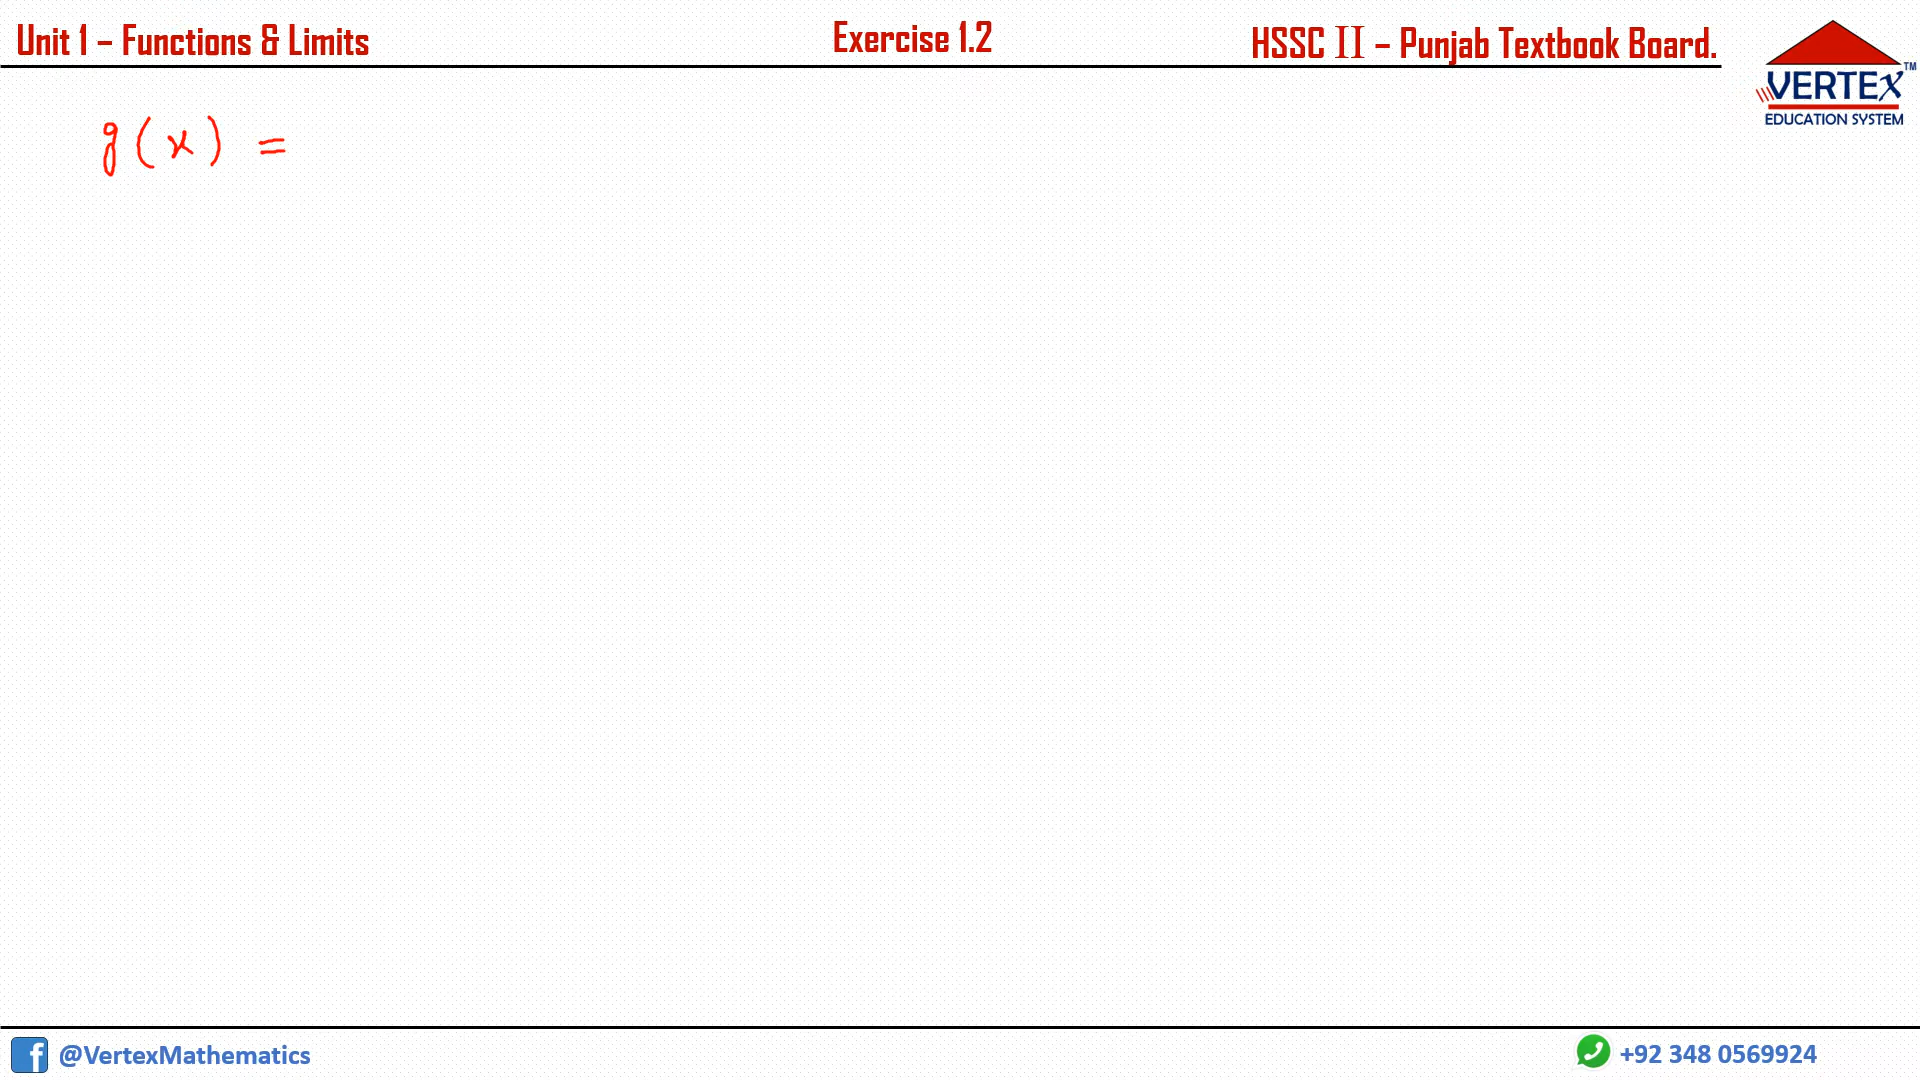 Unit 1 – Functions & Limits
Exercise 1.2
HSSC II – Punjab Textbook Board.
VERTEX TM
EDUCATION SYSTEM
g(x) =
@VertexMathematics
+92 348 0569924